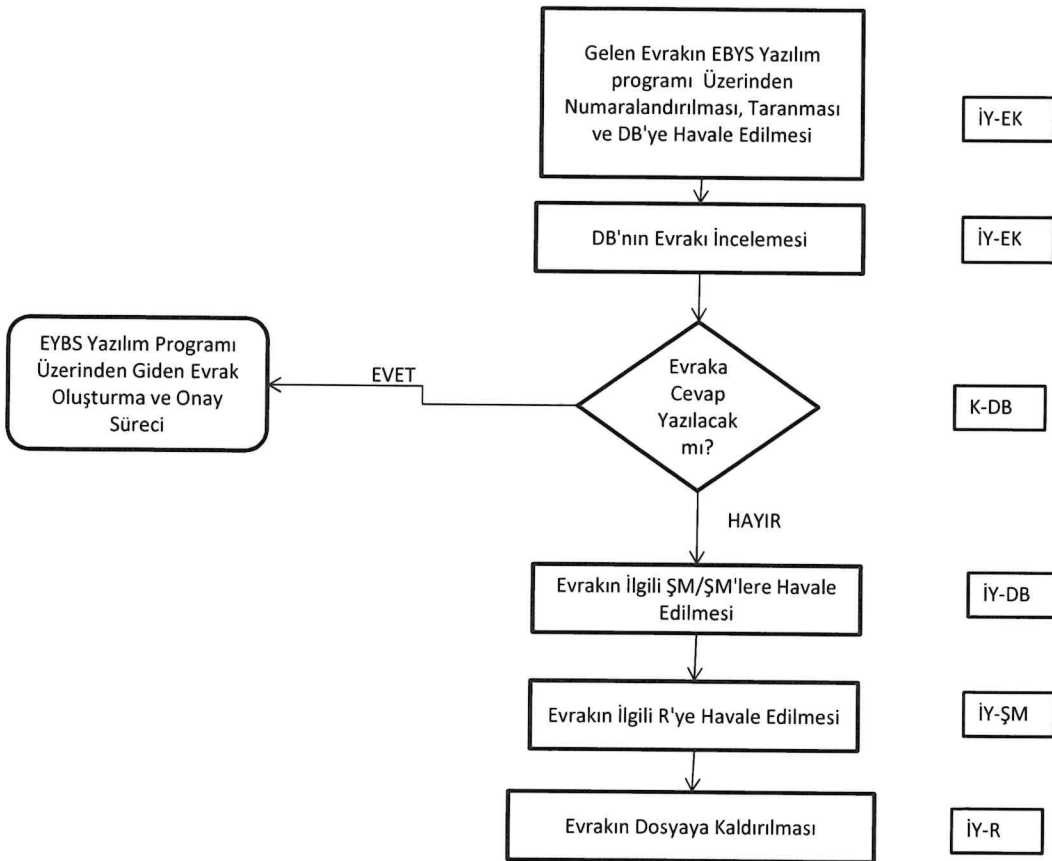 Gelen Evrakın EBYS Yazılım
programı Üzerinden
Numaralandırılması, Taranması
ve DB'ye Havale Edilmesi
İY-EK
DB'nın Evrakı İncelemesi
İY-EK
EYBS Yazılım Programı
Üzerinden Giden Evrak
Oluşturma ve Onay
Süreci
EVET
Evraka
Cevap
Yazılacak
mı?
K-DB
HAYIR
Evrakın İlgili ŞM/ŞM'lere Havale
Edilmesi
İY-DB
Evrakın İlgili R'ye Havale Edilmesi
İY-ŞM
Evrakın Dosyaya Kaldırılması
İY-R